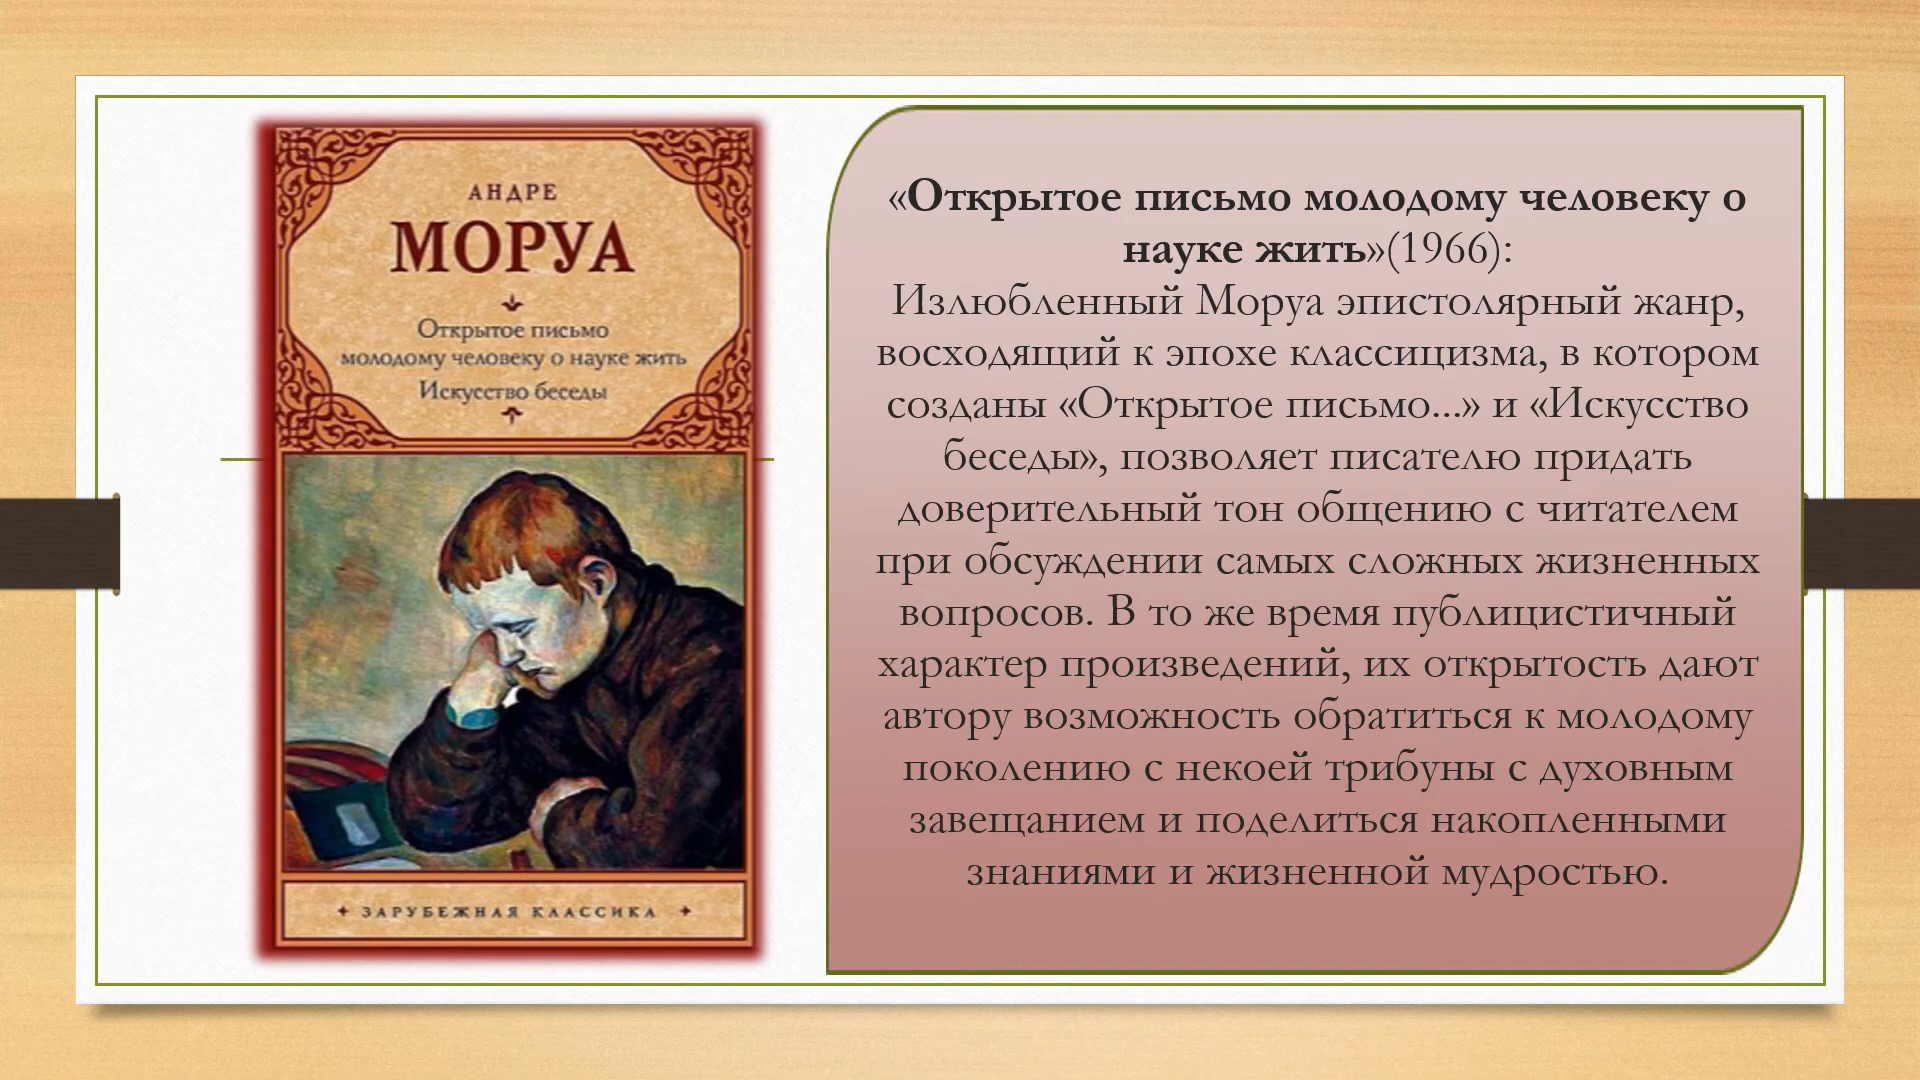 АНДРЕ
МОРУА
Открытое письмо
молодому человеку о науке жить
Искусство беседы
ЗАРУБЕЖНАЯ КЛАССИКА
«Открытое письмо молодому человеку о
науке жить»(1966):
Излюбленный Моруа эпистолярный жанр,
восходящий к эпохе классицизма, в котором
созданы «Открытое письмо...» и «Искусство
беседы», позволяет писателю придать
доверительный тон общению с читателем
при обсуждении самых сложных жизненных
вопросов. В то же время публицистичный
характер произведений, их открытость дают
автору возможность обратиться к молодому
поколению с некоей трибуны с духовным
завещанием и поделиться накопленными
знаниями и жизненной мудростью.